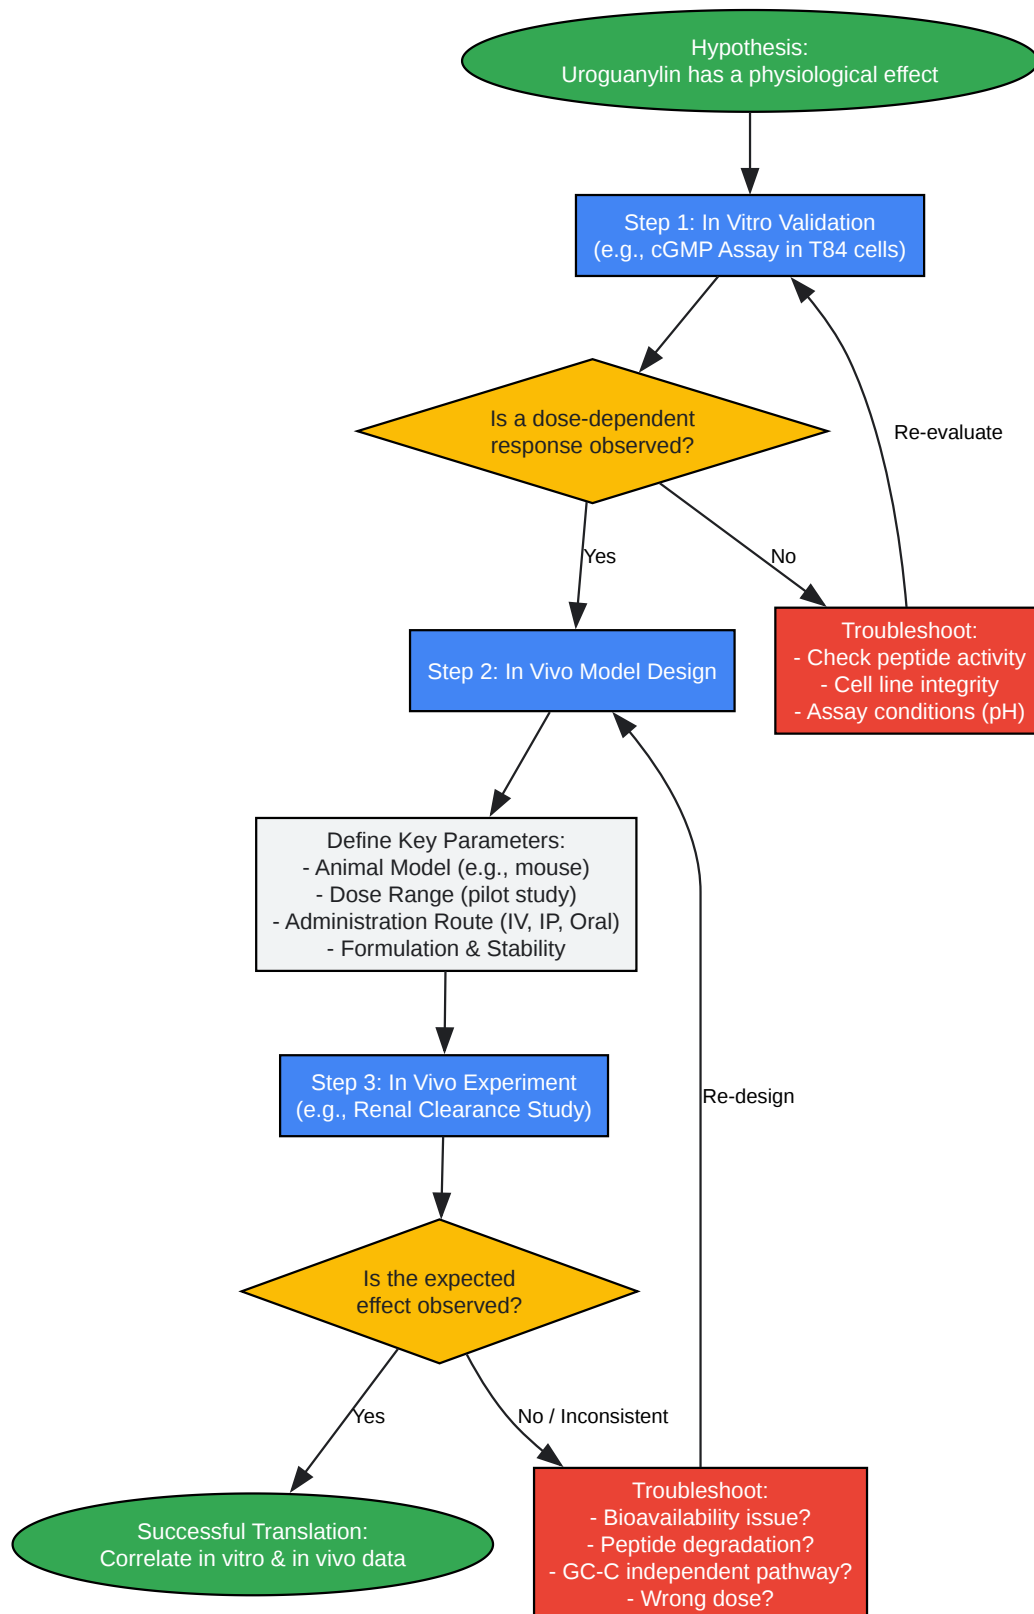 Hypothesis:
Uroguanylin has a physiological effect
Step 1: In Vitro Validation
(e.g., cGMP Assay in T84 cells)
Is a dose-dependent
response observed?
Re-evaluate
Yes
No
Troubleshoot:
- Check peptide activity
- Cell line integrity
- Assay conditions (pH)
Step 2: In Vivo Model Design
Define Key Parameters:
- Animal Model (e.g., mouse)
- Dose Range (pilot study)
- Administration Route (IV, IP, Oral)
- Formulation & Stability
Step 3: In Vivo Experiment
(e.g., Renal Clearance Study)
Re-design
Is the expected
effect observed?
Yes
No / Inconsistent
Successful Translation:
Correlate in vitro & in vivo data
Troubleshoot:
- Bioavailability issue?
- Peptide degradation?
- GC-C independent pathway?
- Wrong dose?